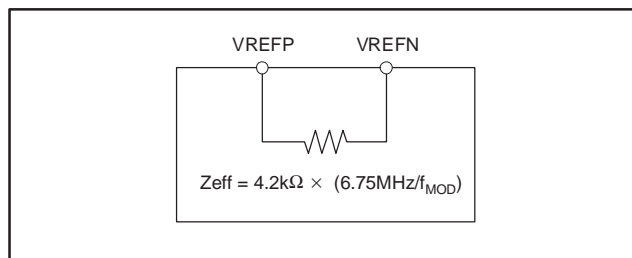 VREFP VREFN
Zeff = 4.2kΩ × (6.75MHz/fMOD)